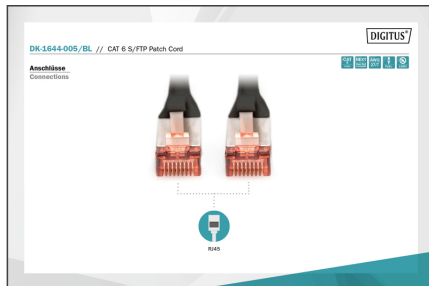 DIGITUS®
DK-1644-005/BL // CAT 6 S/FTP Patch Cord
Anschlüsse
Connections
RJ45